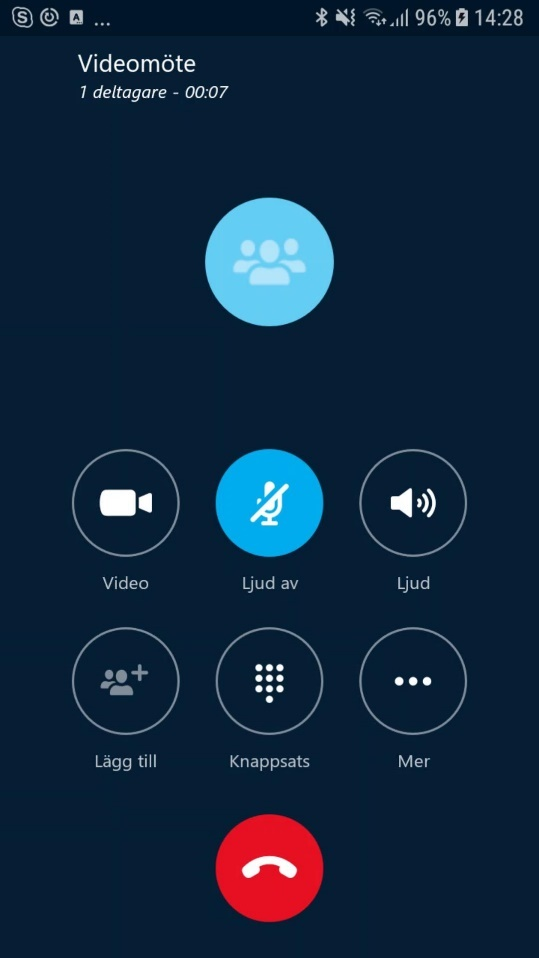 S A ... 96% 14:28
Videomöte
1 deltagare - 00:07
Video Ljud av Ljud
Lägg till Knappsats Mer